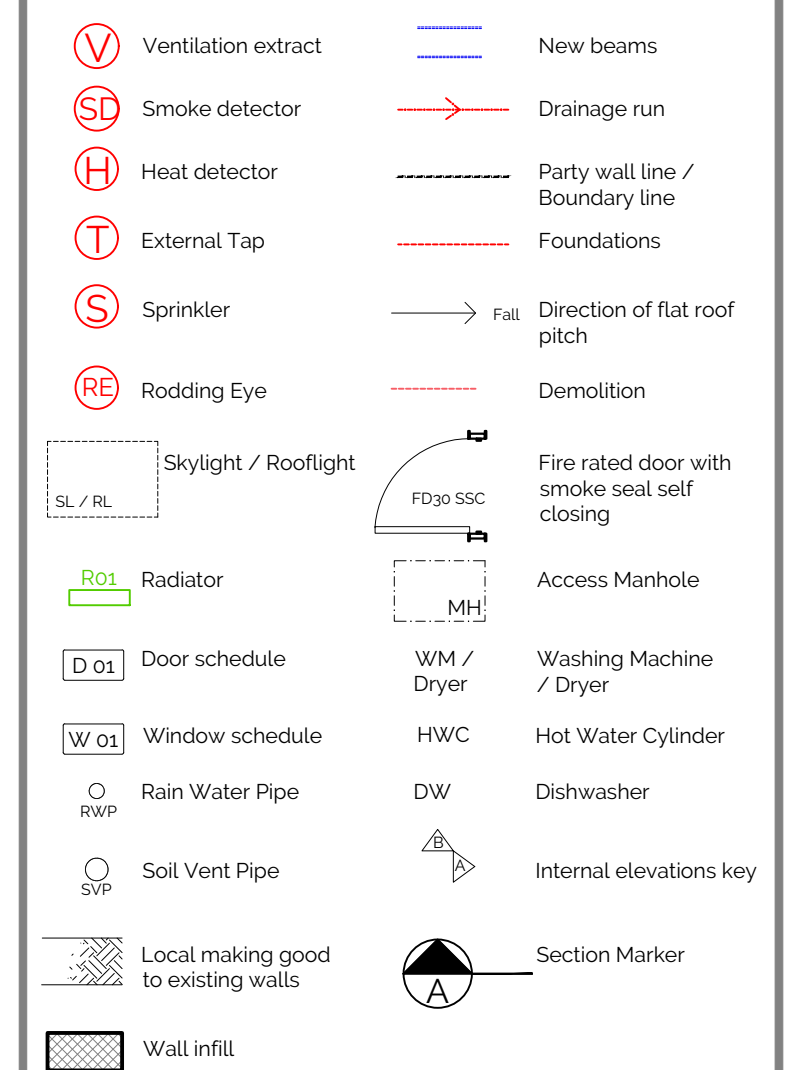 V Ventilation extract
New beams
SD Smoke detector
Drainage run
H Heat detector
Party wall line /
Boundary line
T External Tap
Foundations
S Sprinkler
Fall Direction of flat roof
pitch
RE Rodding Eye
Demolition
SL / RL Skylight / Rooflight
FD30 SSC
Fire rated door with
smoke seal self
closing
R01 Radiator
MH Access Manhole
D 01 Door schedule
WM /
Dryer
Washing Machine
/ Dryer
W 01 Window schedule
HWC Hot Water Cylinder
RWP Rain Water Pipe
DW Dishwasher
SVP Soil Vent Pipe
B
A
Internal elevations key
Local making good
to existing walls
A Section Marker
Wall infill